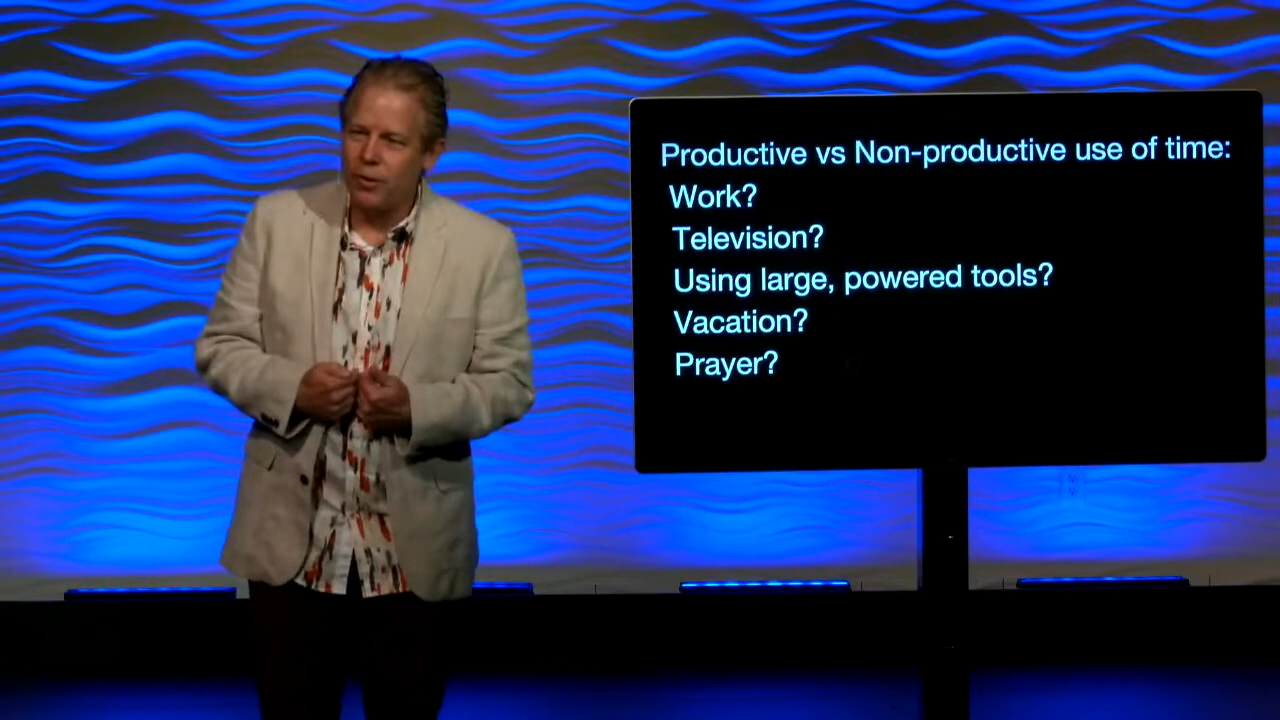 Productive vs Non-productive use of time:
Work?
Television?
Using large, powered tools?
Vacation?
Prayer?